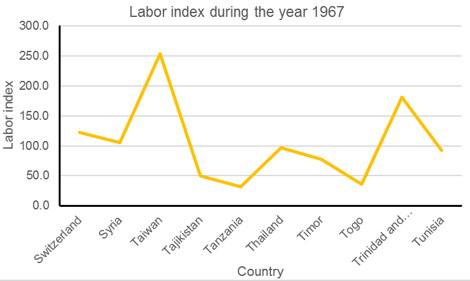 Labor index during the year 1967
300.0
250.0
200.0
150.0
100.0
50.0
0.0
Labor index
Switzerland
Syria
Taiwan
Tajikistan
Tanzania
Thailand
Timor
Togo
Trinidad and...
Tunisia
Country